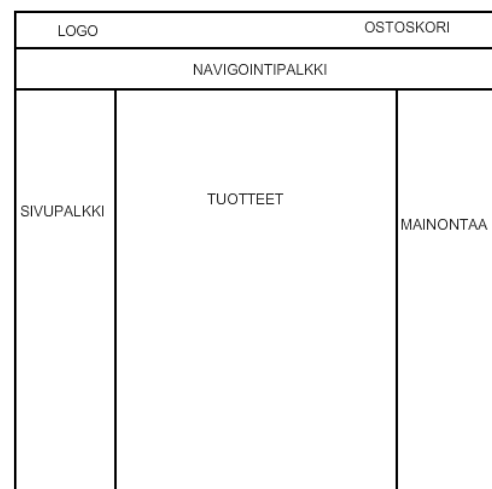 LOGO
OSTOSKORI
NAVIGOINTIPALKKI
SIVUPALKKI
TUOTTEET
MAINONTAA